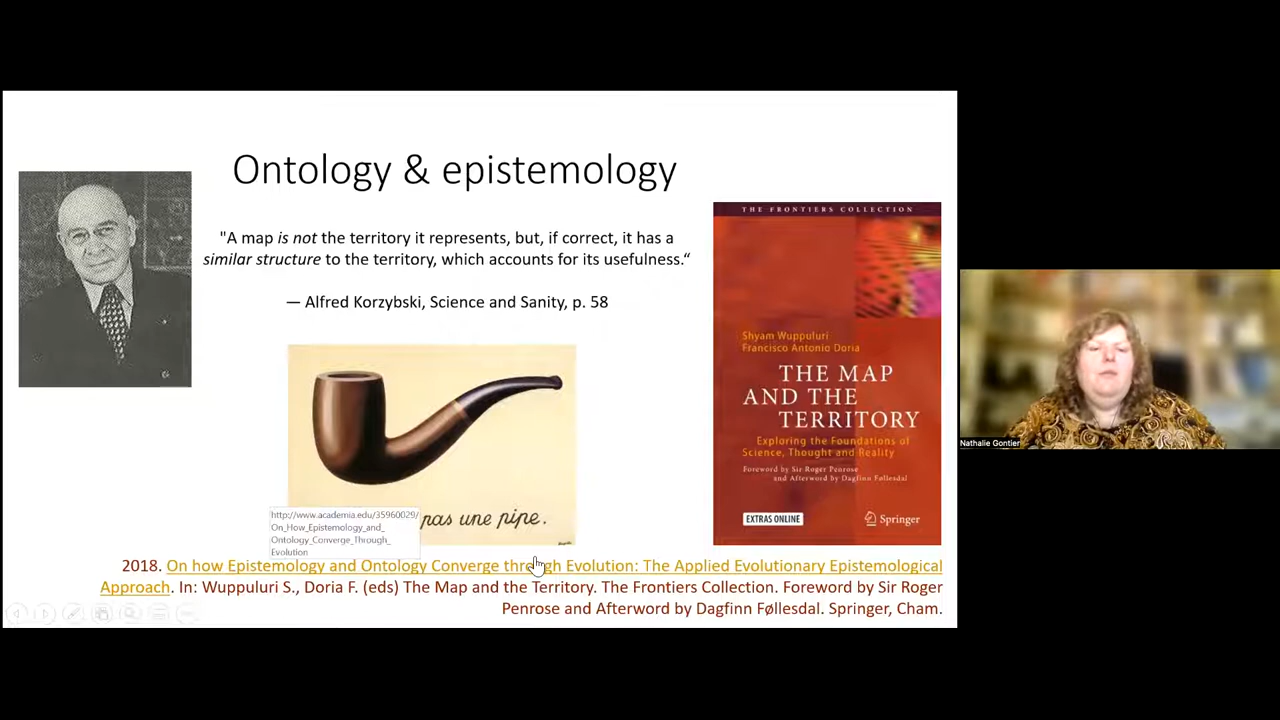 Ontology & epistemology
"A map is not the territory it represents, but, if correct, it has a
similar structure to the territory, which accounts for its usefulness.“
— Alfred Korzybski, Science and Sanity, p. 58
THE FRONTIERS COLLECTION
Shyam Wuppuluri
Francisco Antonio Doria
THE MAP
AND THE
TERRITORY
Exploring the Foundations of
Science, Thought and Reality
Foreword by Sir Roger Penrose
and Afterword by Dagfinn Føllesdal
EXTRAS ONLINE
Springer
pas une pipe.
http://www.academia.edu/35960029/
On_How_Epistemology_and_
Ontology_Converge_Through_
Evolution
2018. On how Epistemology and Ontology Converge through Evolution: The Applied Evolutionary Epistemological
Approach. In: Wuppuluri S., Doria F. (eds) The Map and the Territory. The Frontiers Collection. Foreword by Sir Roger
Penrose and Afterword by Dagfinn Føllesdal. Springer, Cham.
Nathalie Gontier